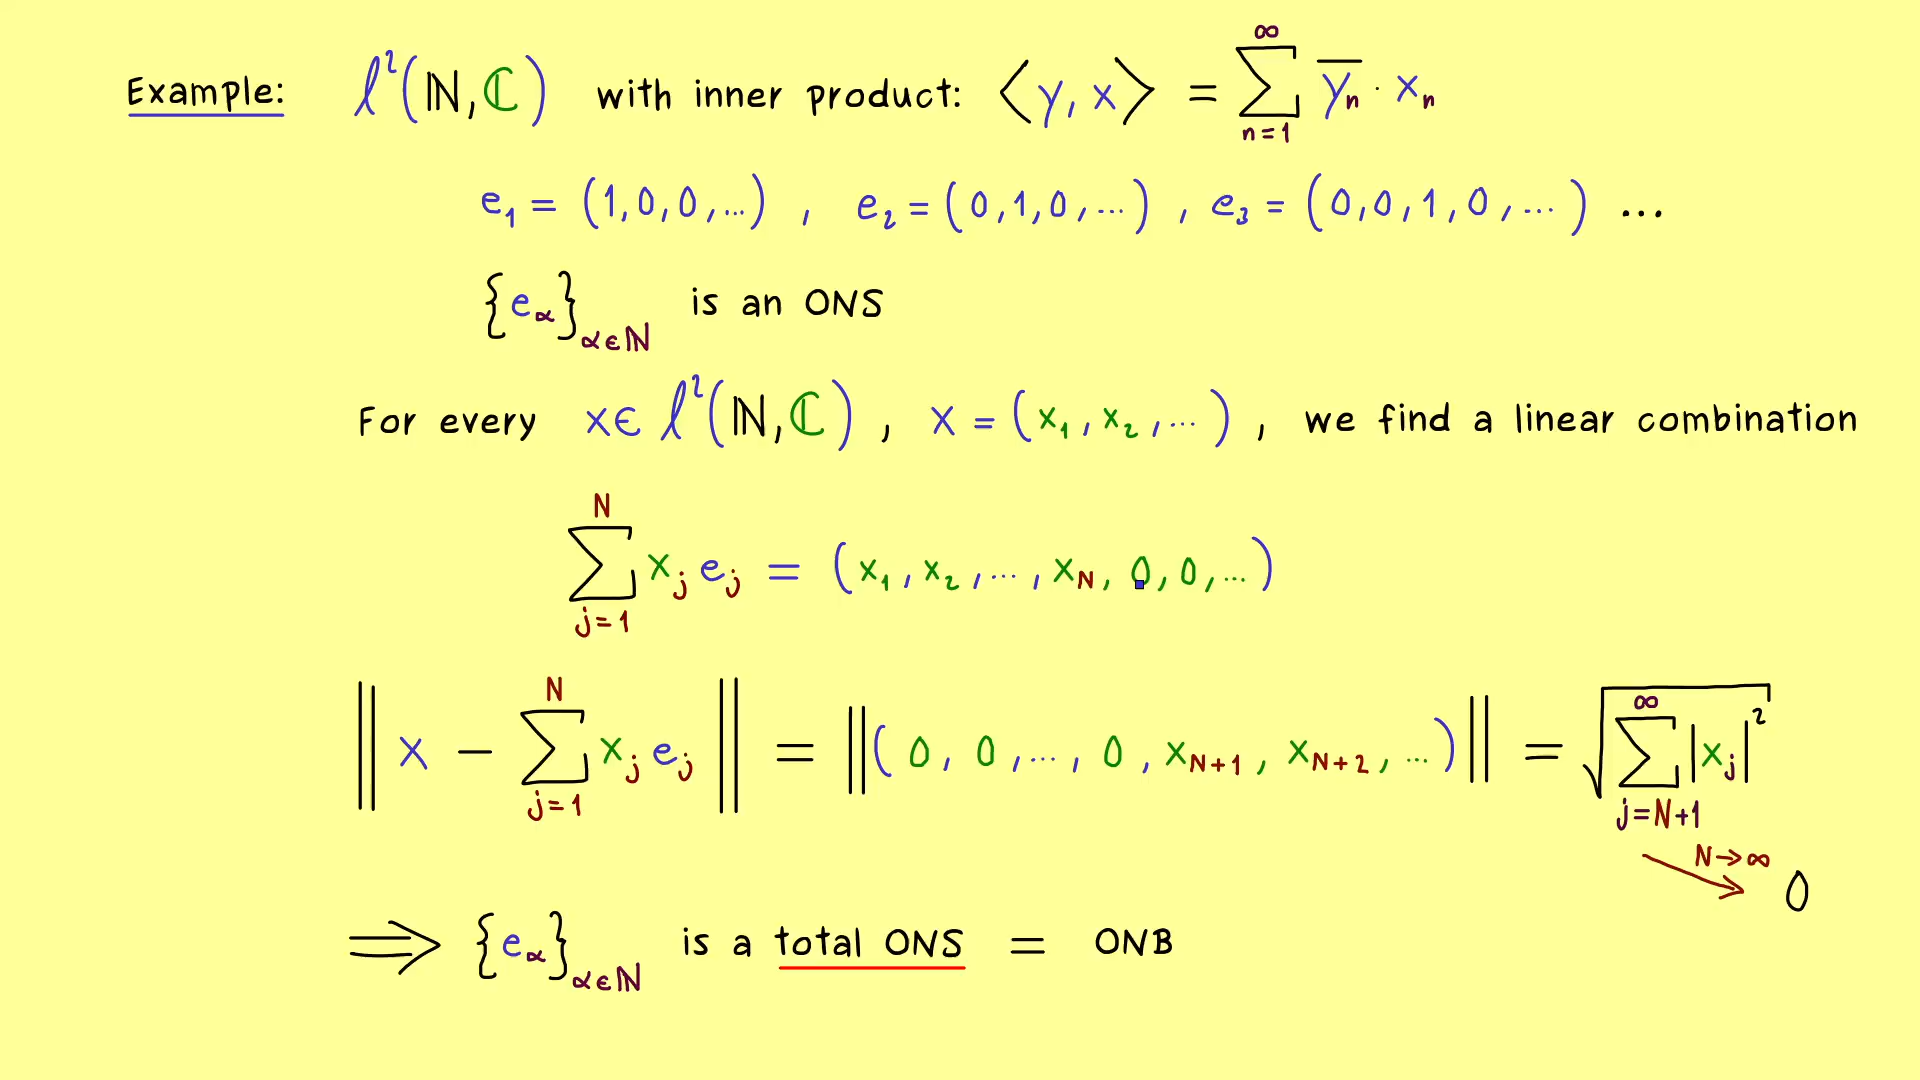 Example: ℓ²(ℕ,ℂ) with inner product: ⟨y, x⟩ = ∑_{n=1}^{∞} \overline{y_n} · x_n
e₁ = (1,0,0,...) , e₂ = (0,1,0,...) , e₃ = (0,0,1,0,...) ...
{e_α}_{α∈ℕ} is an ONS
For every x∈ ℓ²(ℕ,ℂ) , x = (x₁, x₂, ...) , we find a linear combination
∑_{j=1}^{N} x_j e_j = (x₁, x₂, ..., x_N, 0, 0, ...)
‖ x − ∑_{j=1}^{N} x_j e_j ‖ = ‖( 0, 0, ..., 0, x_{N+1}, x_{N+2}, ...)‖ = √(∑_{j=N+1}^{∞} |x_j|²)
N→∞ 0
⟹ {e_α}_{α∈ℕ} is a total ONS = ONB